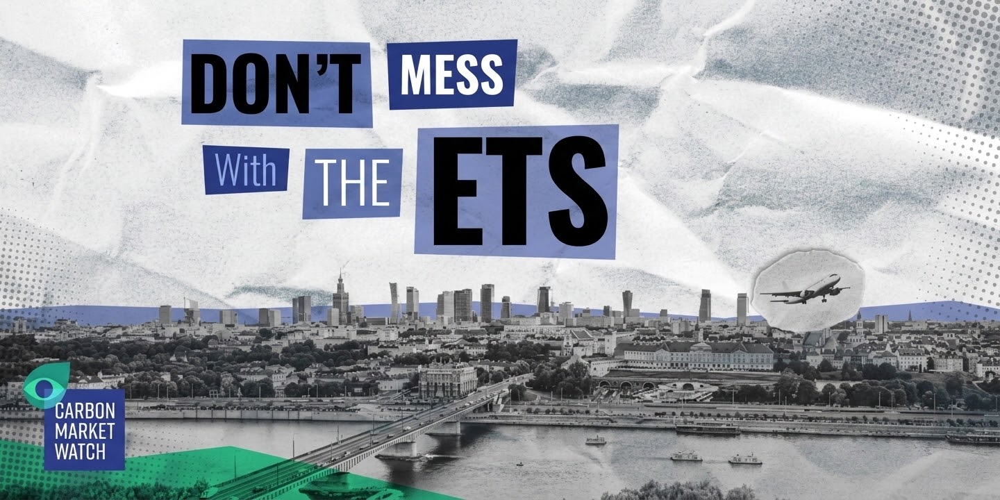 DON'T MESS
With THE ETS
CARBON
MARKET
WATCH